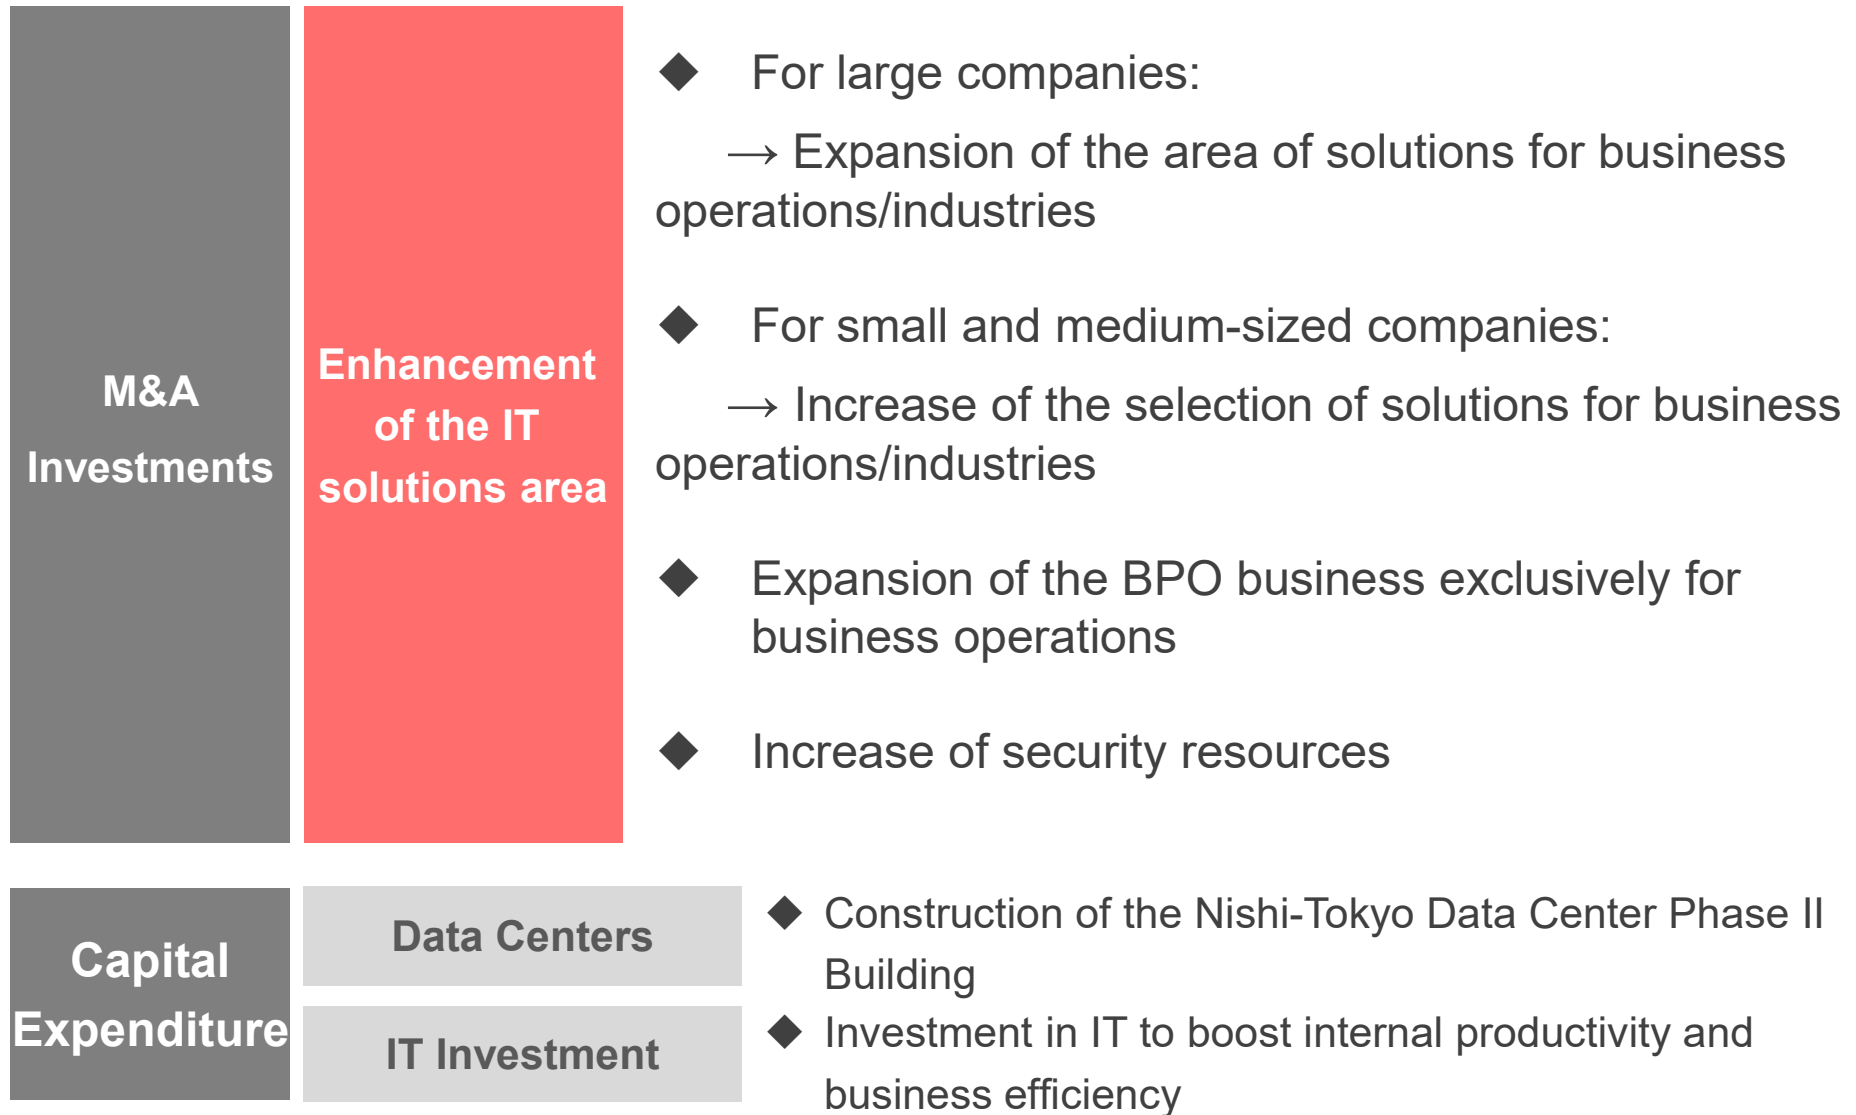 M&A
Investments
Enhancement
of the IT
solutions area
◆ For large companies:
→ Expansion of the area of solutions for business
operations/industries
◆ For small and medium-sized companies:
→ Increase of the selection of solutions for business
operations/industries
◆ Expansion of the BPO business exclusively for
business operations
◆ Increase of security resources
Capital
Expenditure
Data Centers
◆ Construction of the Nishi-Tokyo Data Center Phase II
Building
IT Investment
◆ Investment in IT to boost internal productivity and
business efficiency